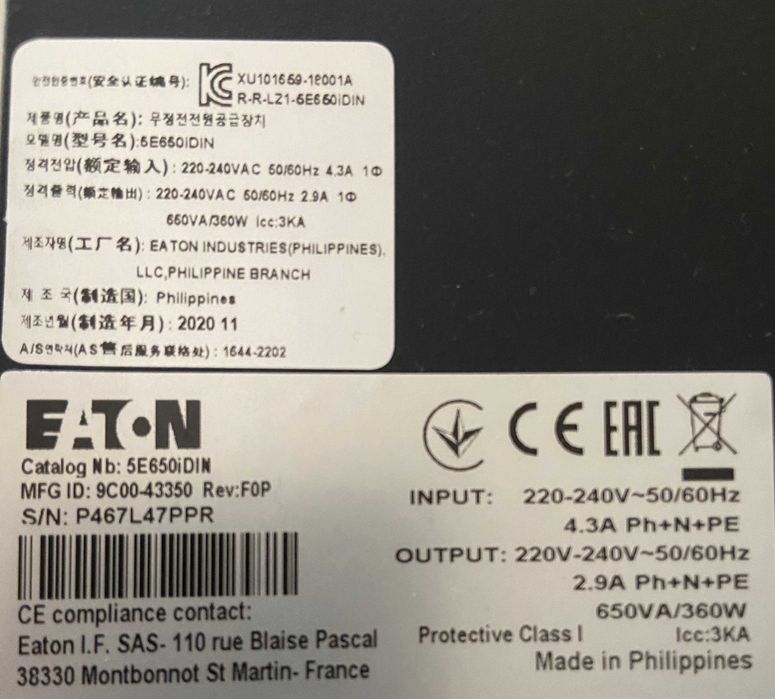 안전인증번호(安全认证编号): XU101659-18001A
R-R-LZ1-5E650iDIN
제품명(产品名): 무정전전원공급장치
모델명(型号名):5E650iDIN
정격전압(额定输入): 220-240VAC 50/60Hz 4.3A 1Φ
정격출력(额定輸出): 220-240VAC 50/60Hz 2.9A 1Φ
650VA/360W Icc:3KA
제조자명(工厂名): EATON INDUSTRIES(PHILIPPINES),
LLC,PHILIPPINE BRANCH
제 조 국(制造国): Philippines
제조년월(制造年月): 2020 11
A/S연락처(AS售后服务联络处): 1644-2202
EATON
Catalog Nb: 5E650iDIN
MFG ID: 9C00-43350 Rev:F0P
S/N: P467L47PPR
CE compliance contact:
Eaton I.F. SAS- 110 rue Blaise Pascal
38330 Montbonnot St Martin- France
CE EAC
INPUT: 220-240V~50/60Hz
4.3A Ph+N+PE
OUTPUT: 220V-240V~50/60Hz
2.9A Ph+N+PE
650VA/360W
Protective Class I Icc:3KA
Made in Philippines